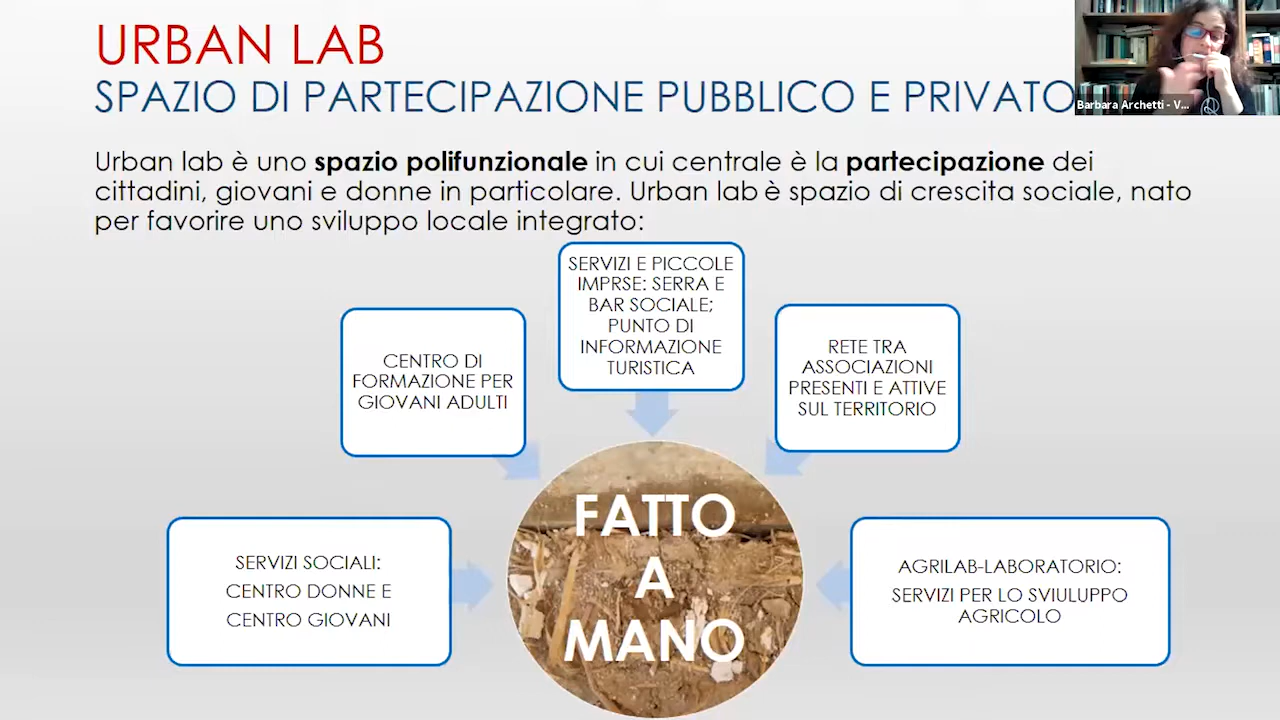 URBAN LAB
SPAZIO DI PARTECIPAZIONE PUBBLICO E PRIVATO
Barbara Archetti - V...
Urban lab è uno spazio polifunzionale in cui centrale è la partecipazione dei
cittadini, giovani e donne in particolare. Urban lab è spazio di crescita sociale, nato
per favorire uno sviluppo locale integrato:
SERVIZI E PICCOLE
IMPRSE: SERRA E
BAR SOCIALE;
PUNTO DI
INFORMAZIONE
TURISTICA
CENTRO DI
FORMAZIONE PER
GIOVANI ADULTI
RETE TRA
ASSOCIAZIONI
PRESENTI E ATTIVE
SUL TERRITORIO
FATTO
A
MANO
SERVIZI SOCIALI:
CENTRO DONNE E
CENTRO GIOVANI
AGRILAB-LABORATORIO:
SERVIZI PER LO SVIULUPPO
AGRICOLO